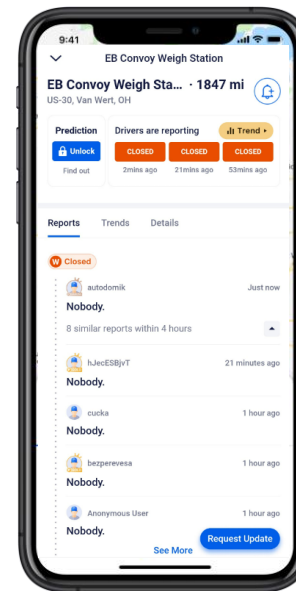 9:41
EB Convoy Weigh Station
EB Convoy Weigh Sta... · 1847 mi
US-30, Van Wert, OH
Prediction
Drivers are reporting
Trend
Unlock
CLOSED
CLOSED
CLOSED
Find out
2mins ago
21mins ago
53mins ago
Reports
Trends
Details
W Closed
autodomik
Just now
Nobody.
8 similar reports within 4 hours
hJecESBjvT
21 minutes ago
Nobody.
cucka
1 hour ago
Nobody.
bezperevesa
1 hour ago
Nobody.
Anonymous User
1 hour ago
Nobody.
Request Update
See More